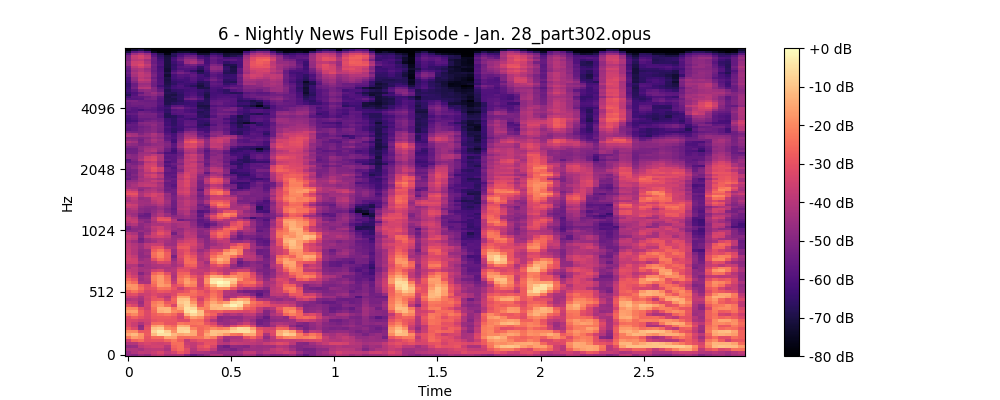 6 - Nightly News Full Episode - Jan. 28_part302.opus
Hz
4096
2048
1024
512
0
0
0.5
1
1.5
2
2.5
Time
+0 dB
-10 dB
-20 dB
-30 dB
-40 dB
-50 dB
-60 dB
-70 dB
-80 dB